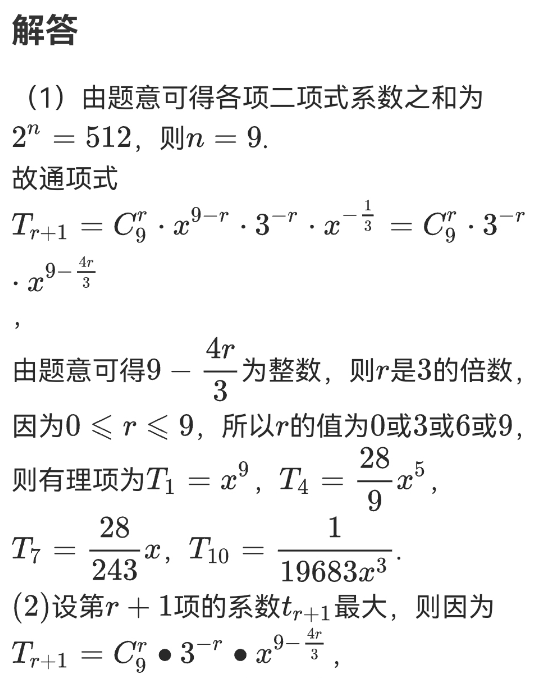 解答
（1）由题意可得各项二项式系数之和为
$2^n = 512$，则$n = 9$.
故通项式
$T_{r+1} = C_9^r \cdot x^{9-r} \cdot 3^{-r} \cdot x^{-\frac{1}{3}} = C_9^r \cdot 3^{-r}$
$\cdot x^{9-\frac{4r}{3}}$
，
由题意可得$9 - \dfrac{4r}{3}$为整数，则$r$是3的倍数，
因为$0 \leqslant r \leqslant 9$，所以$r$的值为0或3或6或9，
则有理项为$T_1 = x^9$，$T_4 = \dfrac{28}{9}x^5$，
$T_7 = \dfrac{28}{243}x$，$T_{10} = \dfrac{1}{19683x^3}$.
(2)设第$r + 1$项的系数$t_{r+1}$最大，则因为
$T_{r+1} = C_9^r \bullet 3^{-r} \bullet x^{9-\frac{4r}{3}}$，